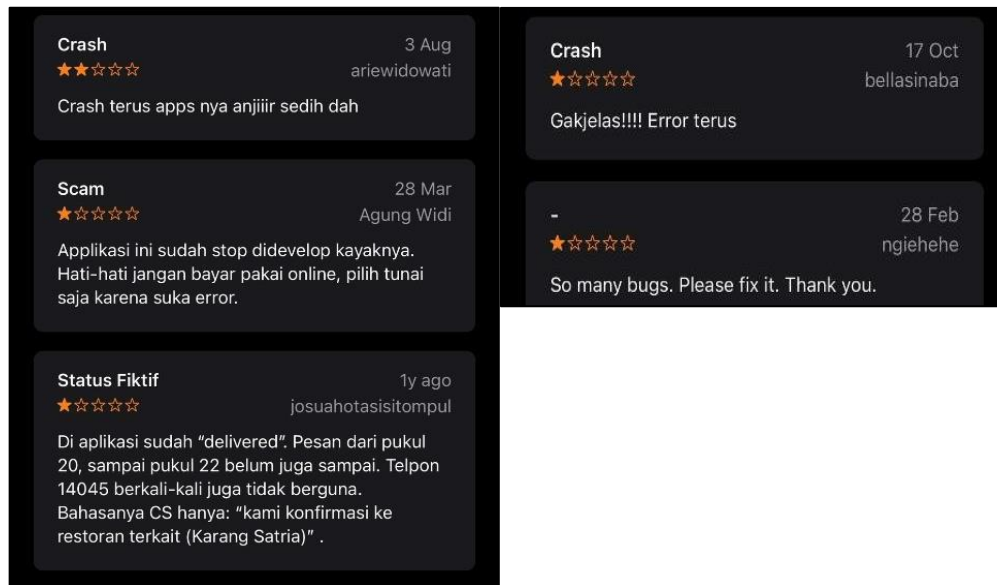 Crash 3 Aug
★★☆☆☆ ariewidowati
Crash terus apps nya anjiiir sedih dah
Scam 28 Mar
★☆☆☆☆ Agung Widi
Applikasi ini sudah stop didevelop kayaknya.
Hati-hati jangan bayar pakai online, pilih tunai
saja karena suka error.
Status Fiktif 1y ago
★☆☆☆☆ josuahotasisitompul
Di aplikasi sudah “delivered”. Pesan dari pukul
20, sampai pukul 22 belum juga sampai. Telpon
14045 berkali-kali juga tidak berguna.
Bahasanya CS hanya: “kami konfirmasi ke
restoran terkait (Karang Satria)” .
Crash 17 Oct
★☆☆☆☆ bellasinaba
Gakjelas!!!! Error terus
- 28 Feb
★☆☆☆☆ ngiehehe
So many bugs. Please fix it. Thank you.